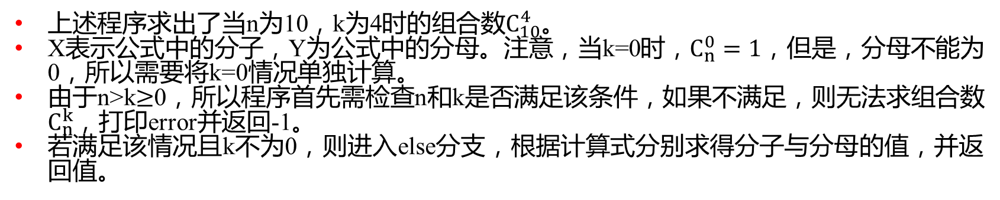 • 上述程序求出了当n为10，k为4时的组合数C₁₀⁴。
• X表示公式中的分子，Y为公式中的分母。注意，当k=0时，Cₙ⁰ = 1，但是，分母不能为
0，所以需要将k=0情况单独计算。
• 由于n>k≥0，所以程序首先需检查n和k是否满足该条件，如果不满足，则无法求组合数
Cₙᵏ，打印error并返回-1。
• 若满足该情况且k不为0，则进入else分支，根据计算式分别求得分子与分母的值，并返
回值。